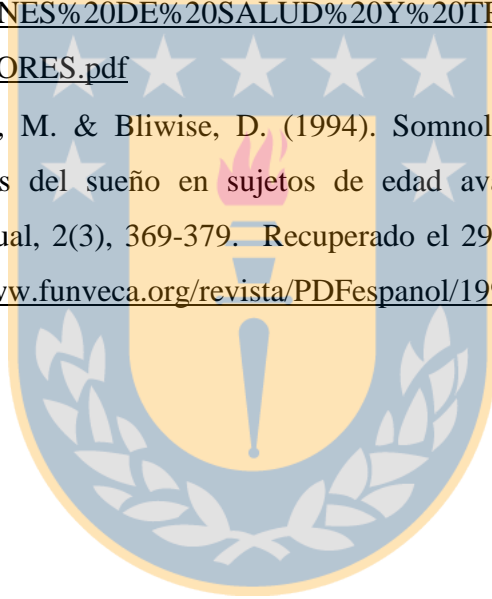 NES%20DE%20SALUD%20Y%20TE
ORES.pdf
, M. & Bliwise, D. (1994). Somnol
s del sueño en sujetos de edad ava
ual, 2(3), 369-379. Recuperado el 29
ww.funveca.org/revista/PDFespanol/199